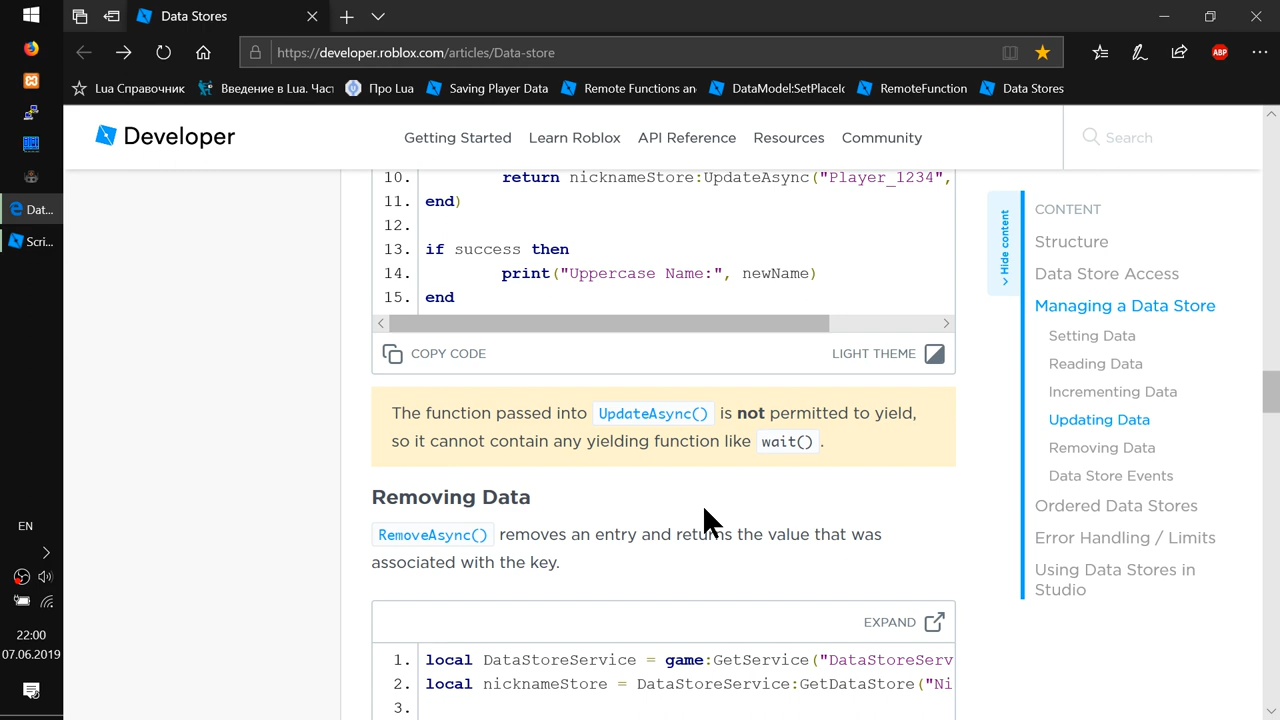 Data Stores
https://developer.roblox.com/articles/Data-store
ABP
Lua Справочник
Введение в Lua. Част
Про Lua
Saving Player Data
Remote Functions an
DataModel:SetPlaceId
RemoteFunction
Data Stores
Developer
Getting Started
Learn Roblox
API Reference
Resources
Community
Search
10. return nicknameStore:UpdateAsync("Player_1234",
11. end)
12.
13. if success then
14. print("Uppercase Name:", newName)
15. end
COPY CODE
LIGHT THEME
The function passed into UpdateAsync() is not permitted to yield,
so it cannot contain any yielding function like wait() .
Removing Data
RemoveAsync() removes an entry and returns the value that was
associated with the key.
EXPAND
1. local DataStoreService = game:GetService("DataStoreServ
2. local nicknameStore = DataStoreService:GetDataStore("Ni
3.
Hide content
CONTENT
Structure
Data Store Access
Managing a Data Store
Setting Data
Reading Data
Incrementing Data
Updating Data
Removing Data
Data Store Events
Ordered Data Stores
Error Handling / Limits
Using Data Stores in
Studio
Dat...
Scri...
EN
22:00
07.06.2019